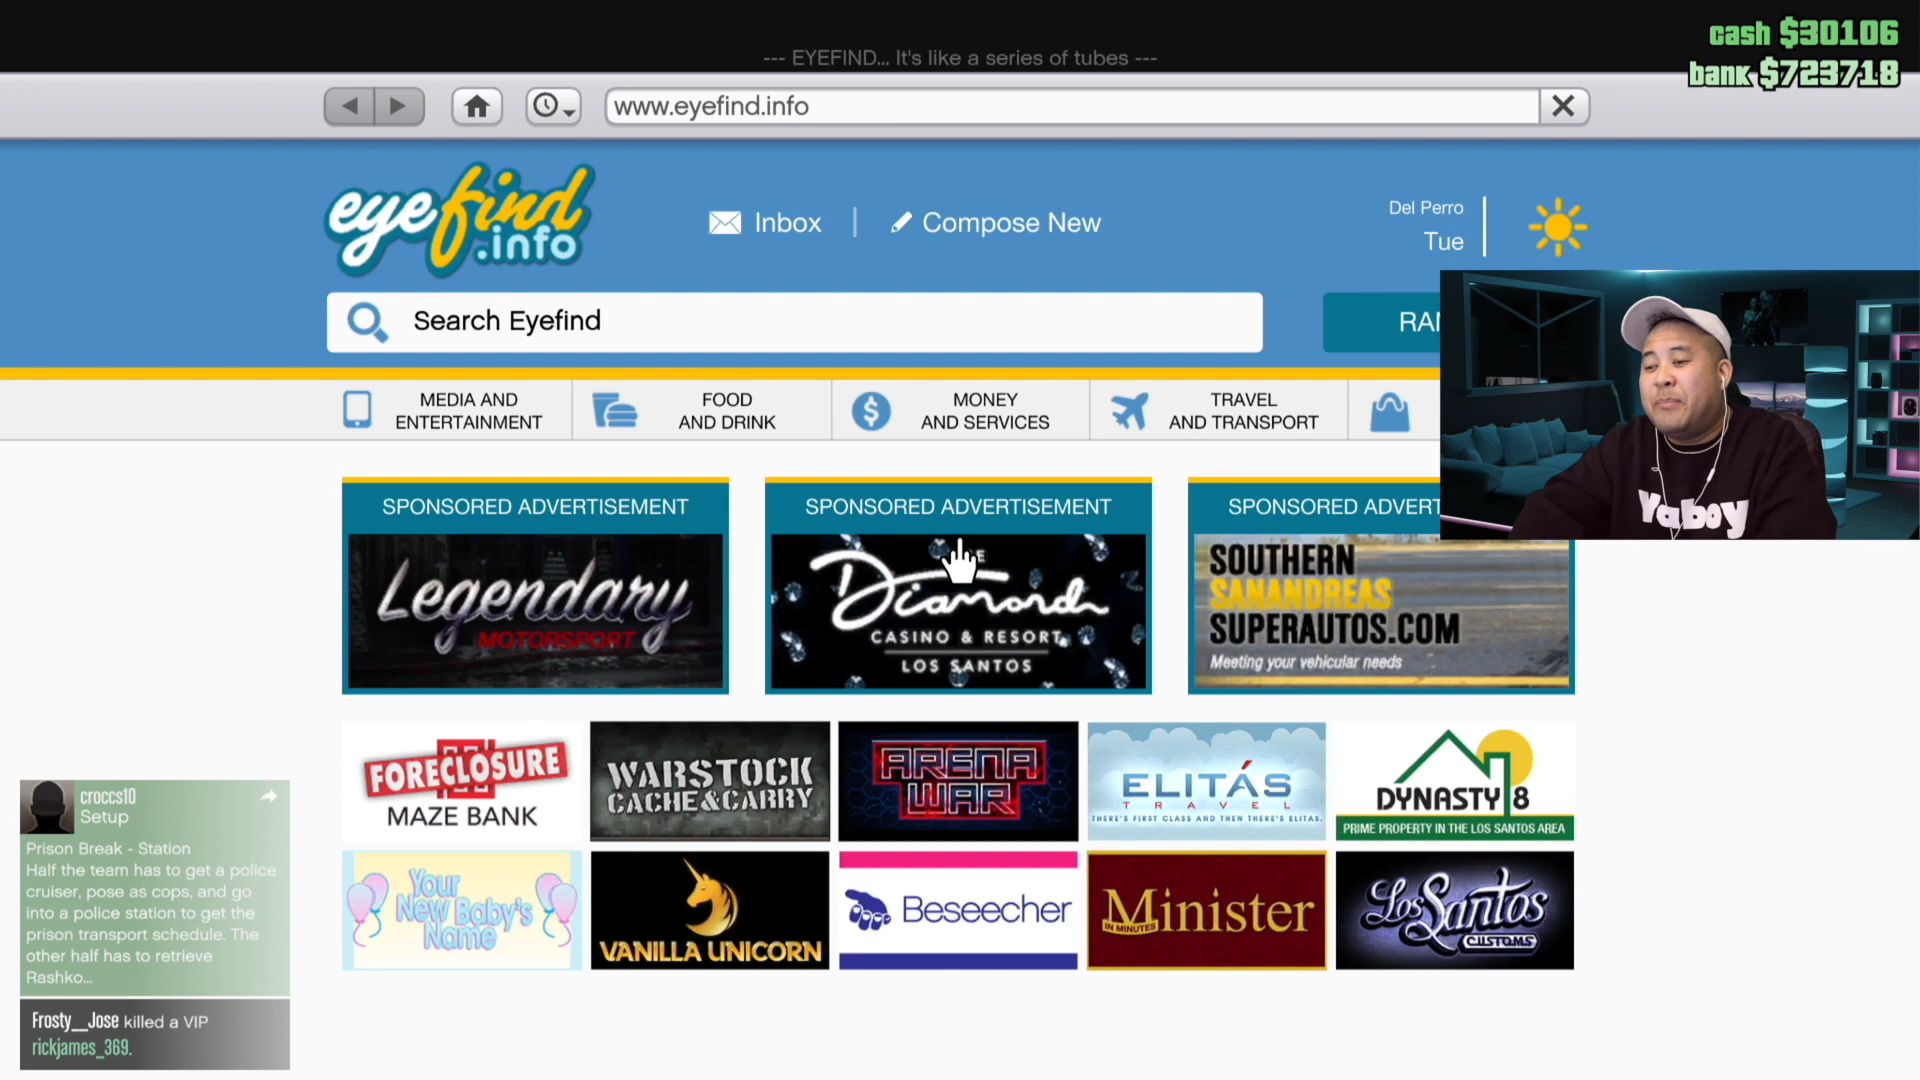 cash $30106
--- EYEFIND... It's like a series of tubes ---
bank $723718
www.eyefind.info
eyefind
.info
Inbox
Compose New
Del Perro
Tue
Search Eyefind
RAN
MEDIA AND
ENTERTAINMENT
FOOD
AND DRINK
MONEY
AND SERVICES
TRAVEL
AND TRANSPORT
Yaboy
SPONSORED ADVERTISEMENT
Legendary
MOTORSPORT
SPONSORED ADVERTISEMENT
Diamond
CASINO & RESORT
LOS SANTOS
SPONSORED ADVERT
SOUTHERN
SANANDREAS
SUPERAUTOS.COM
Meeting your vehicular needs
FORECLOSURE
MAZE BANK
WARSTOCK
CACHE&CARRY
ARENA
WAR
ELITÁS
TRAVEL
THERE'S FIRST CLASS AND THEN THERE'S ELITAS.
DYNASTY 8
PRIME PROPERTY IN THE LOS SANTOS AREA
Your
New Baby's
Name
VANILLA UNICORN
Beseecher
Minister
IN MINUTES
Los Santos
CUSTOMS
croccs10
Setup
Prison Break - Station
Half the team has to get a police
cruiser, pose as cops, and go
into a police station to get the
prison transport schedule. The
other half has to retrieve
Rashko...
Frosty__Jose killed a VIP
rickjames_369.